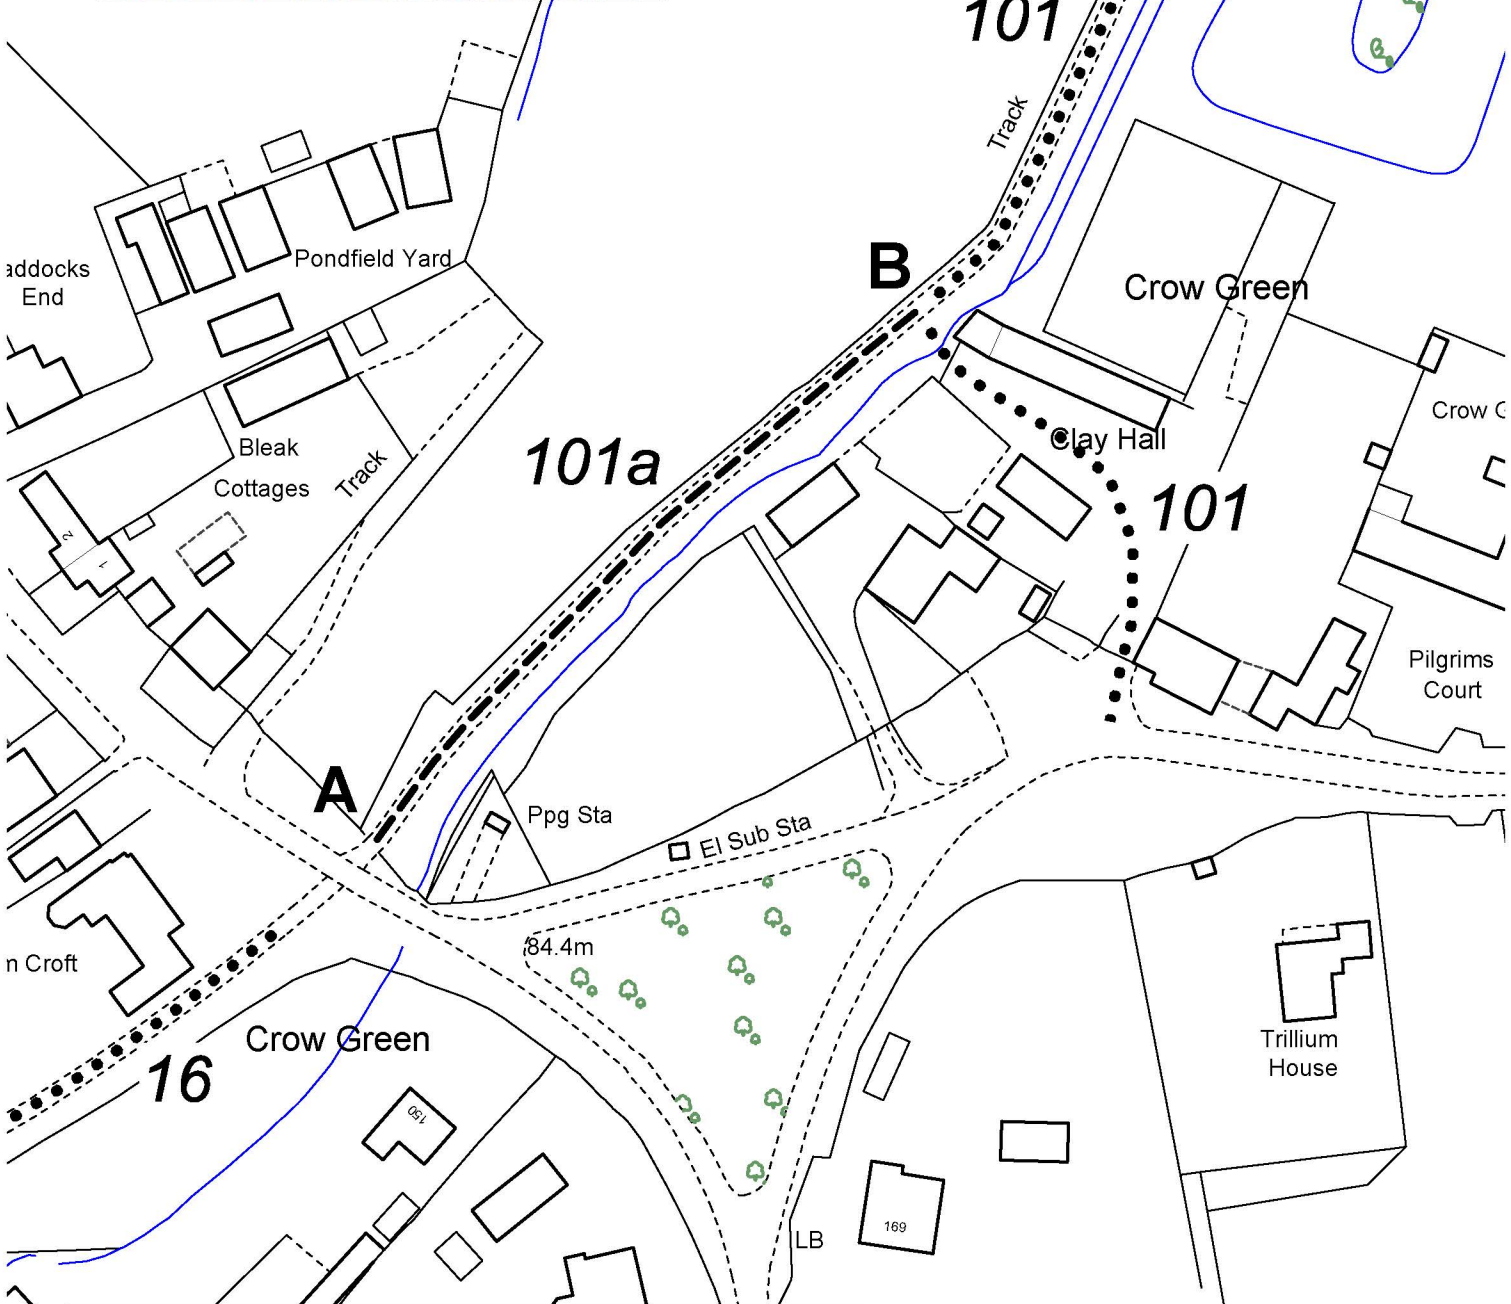 101
Track
B
Pondfield Yard
addocks
End
Crow Green
Crow G
Clay Hall
101a
101
Bleak
Cottages
Track
2
1
Pilgrims
Court
A
Ppg Sta
El Sub Sta
84.4m
m Croft
Crow Green
16
150
Trillium
House
169
LB